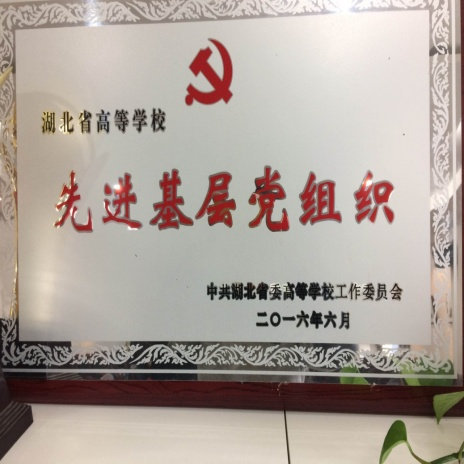 湖北省高等学校
先进基层党组织
中共湖北省委高等学校工作委员会
二〇一六年六月